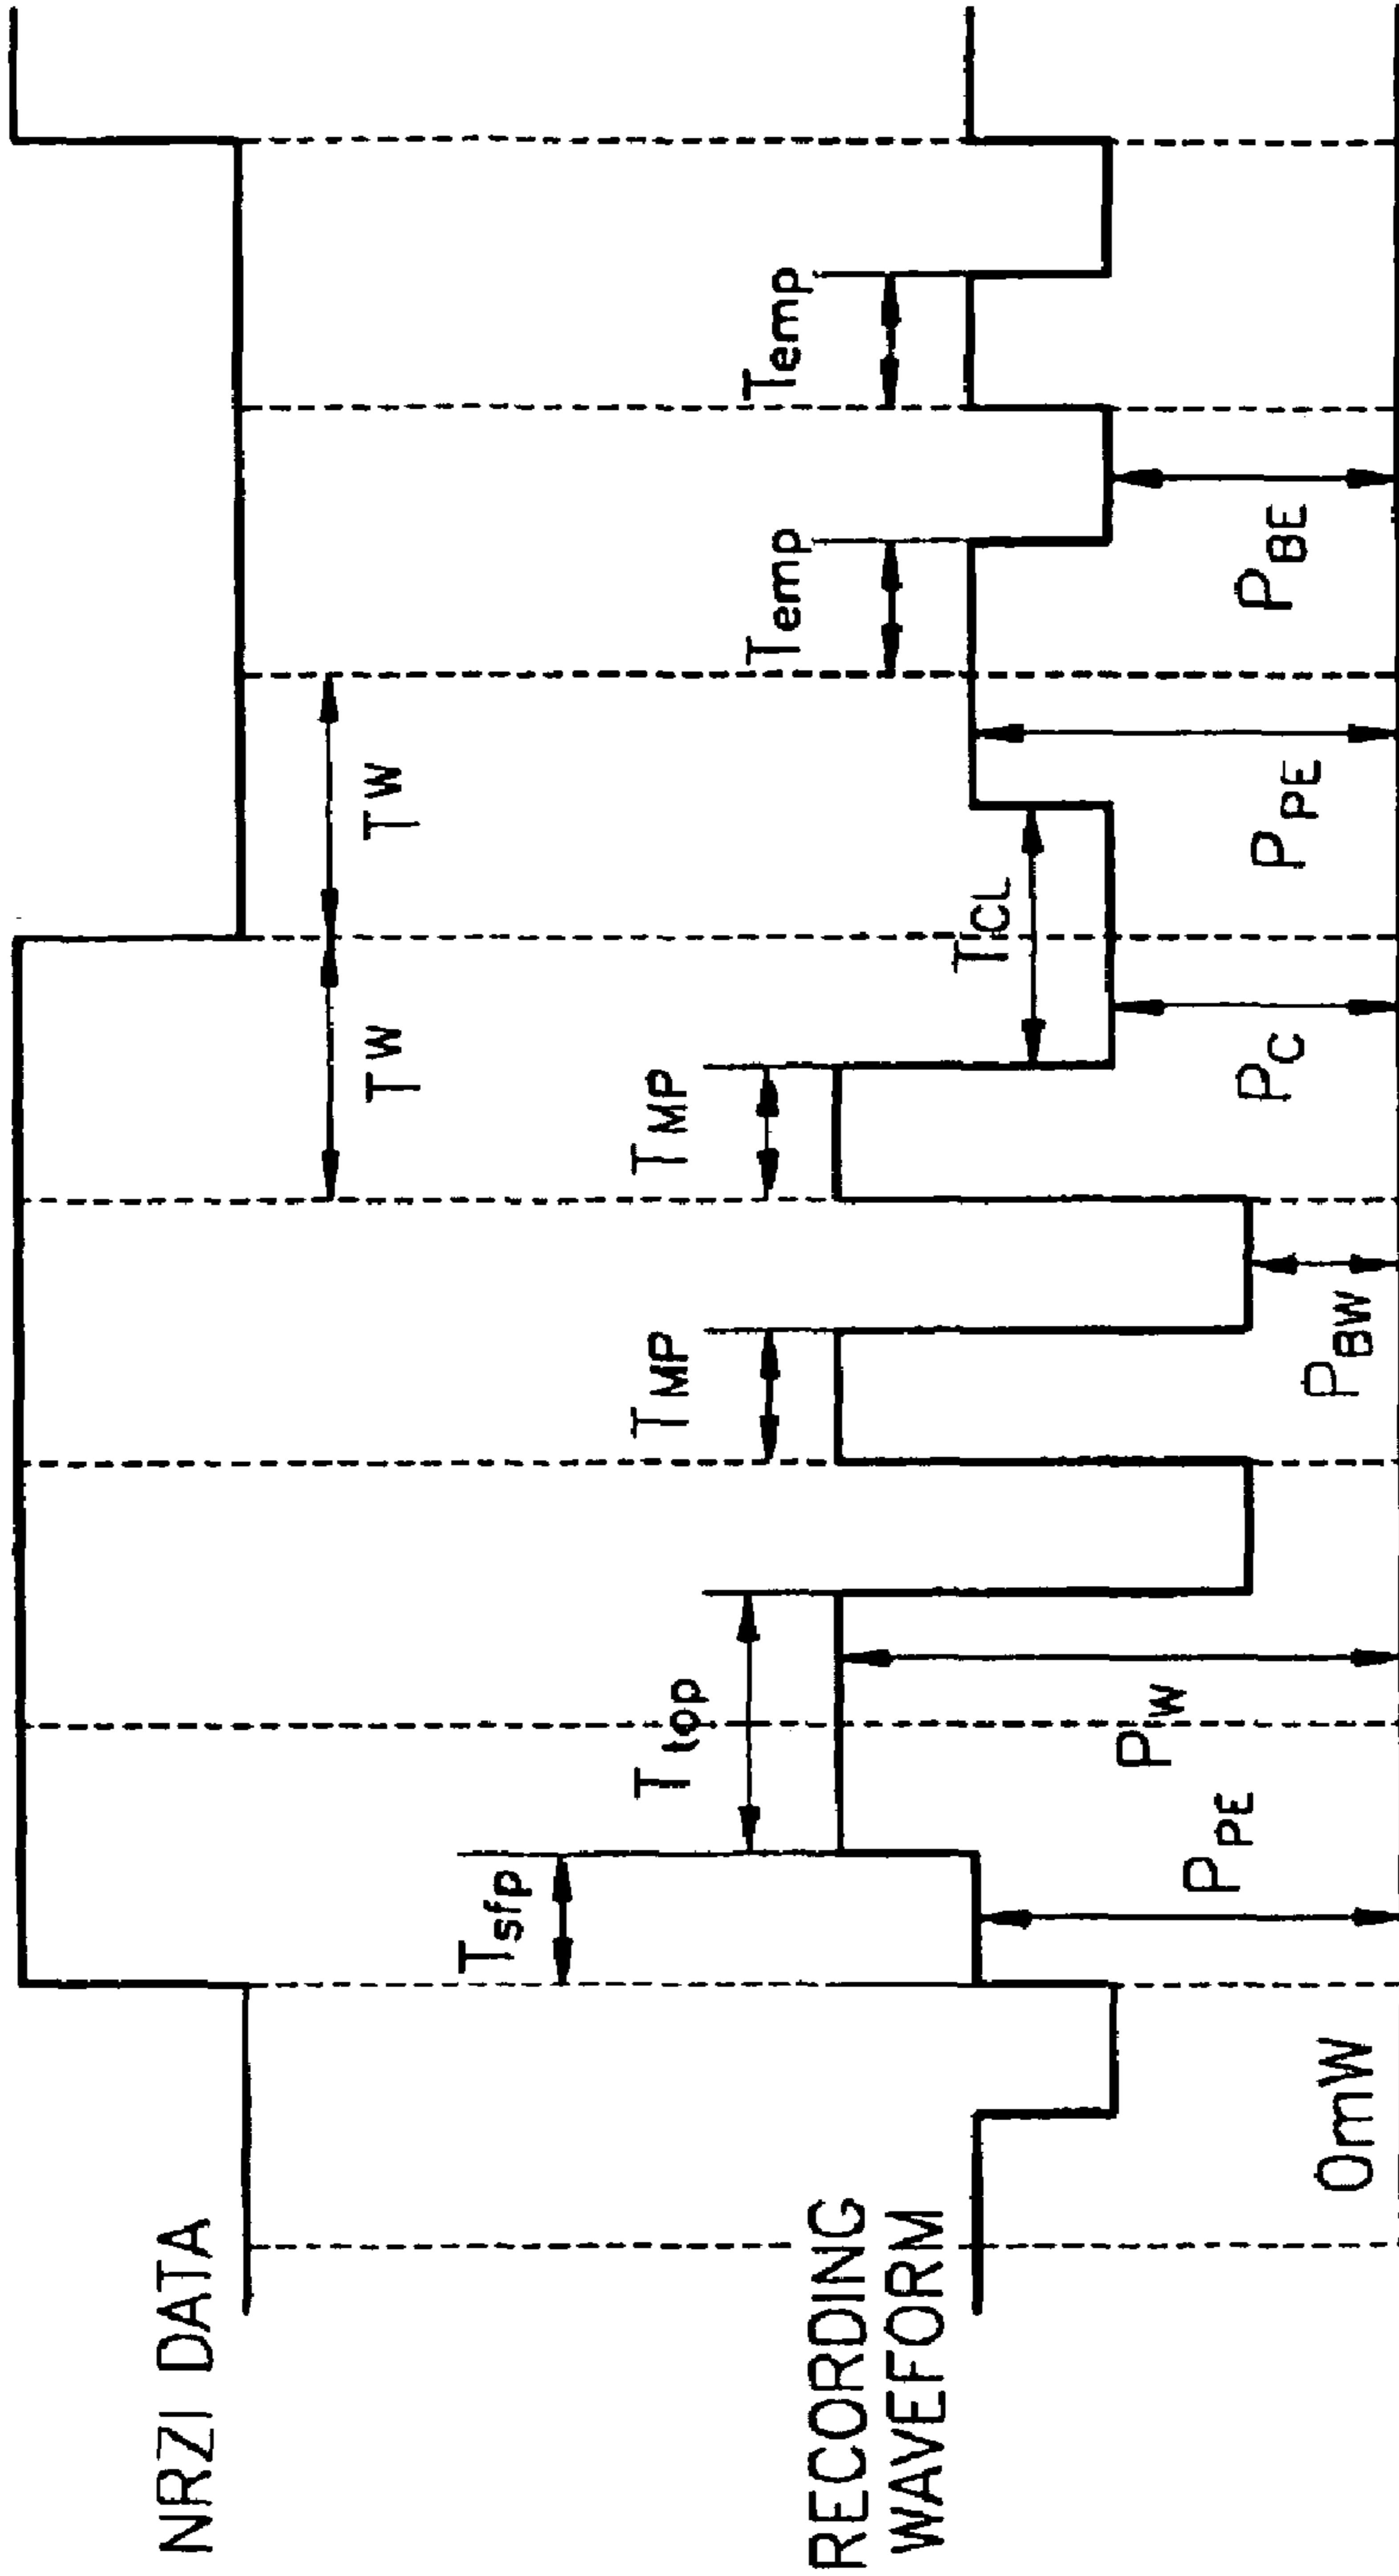 NRZI DATA
TW
TW
Tsfp
Ttop
TMP
TMP
TCL
Temp
Temp
RECORDING
WAVEFORM
PPE
PW
PBW
PC
PPE
PBE
0mW